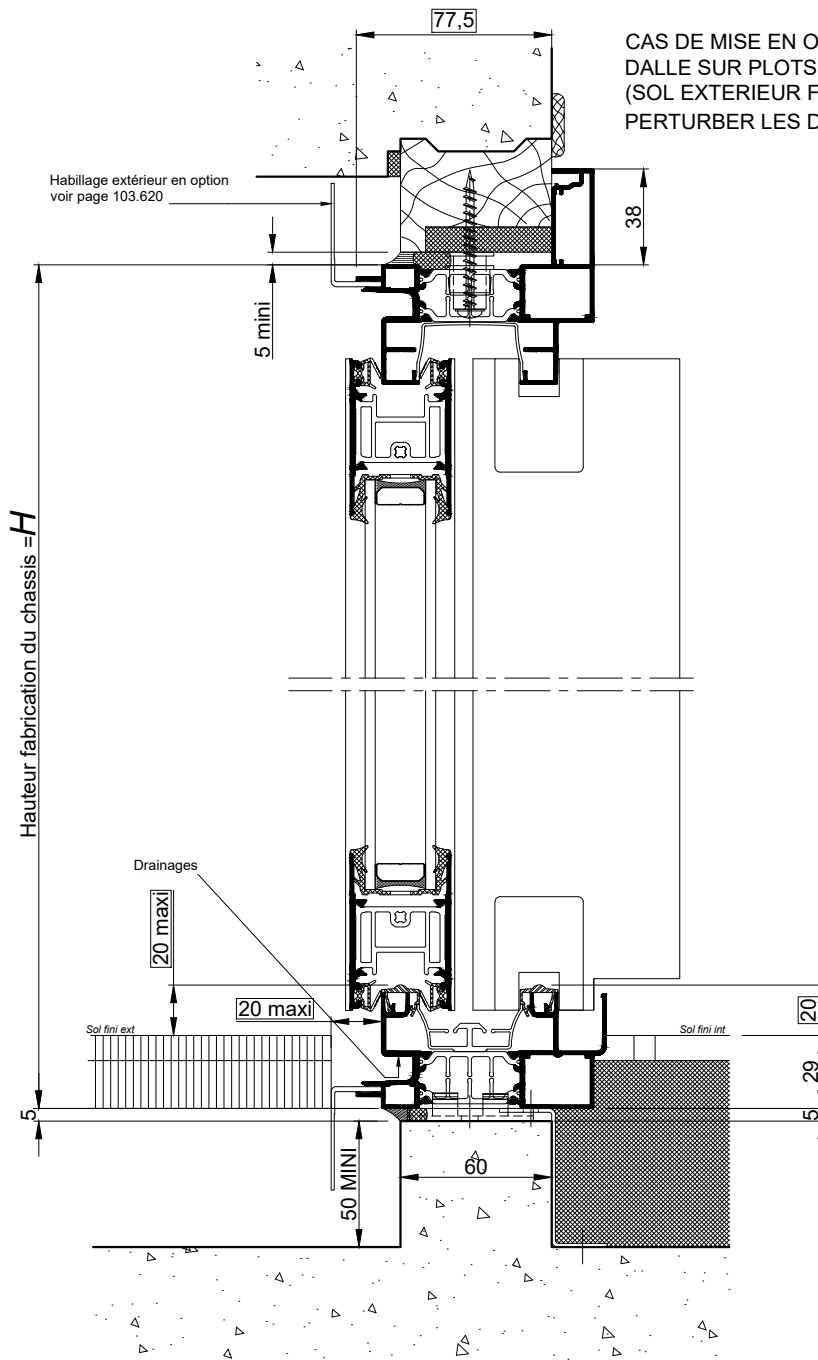 77,5
CAS DE MISE EN O
DALLE SUR PLOTS
(SOL EXTERIEUR F
PERTURBER LES D
Habillage extérieur en option
voir page 103.620
38
5 mini
Hauteur fabrication du chassis =H
Drainages
20 maxi
20 maxi
Sol fini ext
Sol fini int
20
29
5
5
60
50 MINI